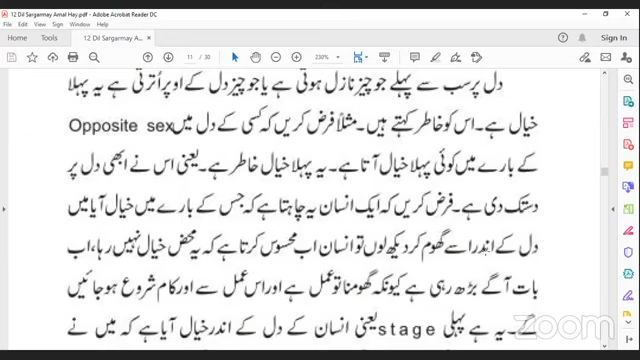 12 Dil Sargarmay Amal Hay.pdf - Adobe Acrobat Reader DC
File Edit View Sign Window Help
Home Tools 12 Dil Sargarmay A... × Sign In
11 / 30 230%
دل پر سب سے پہلے جو چیز نازل ہوتی ہے یا جو چیز دل کے اوپر اُترتی ہے یہ پہلا
خیال ہے۔ اس کو خاطر کہتے ہیں۔ مثلاً فرض کریں کہ کسی کے دل میں Opposite sex
کے بارے میں کوئی پہلا خیال آتا ہے۔ یہ پہلا خیال خاطر ہے۔ یعنی اس نے ابھی دل پر
دستک دی ہے۔ فرض کریں کہ ایک انسان یہ چاہتا ہے کہ جس کے بارے میں خیال آیا میں
دل کے اندر اسے گھوم کر دیکھ لوں تو انسان اب محسوس کرتا ہے کہ یہ محض خیال نہیں رہا، اب
بات آگے بڑھ رہی ہے کیونکہ گھومنا تو عمل ہے اور اس عمل سے اور کام شروع ہو جائیں
گے۔ یہ ہے پہلی stage یعنی انسان کے دل کے اندر خیال آیا ہے کہ میں نے
zoom